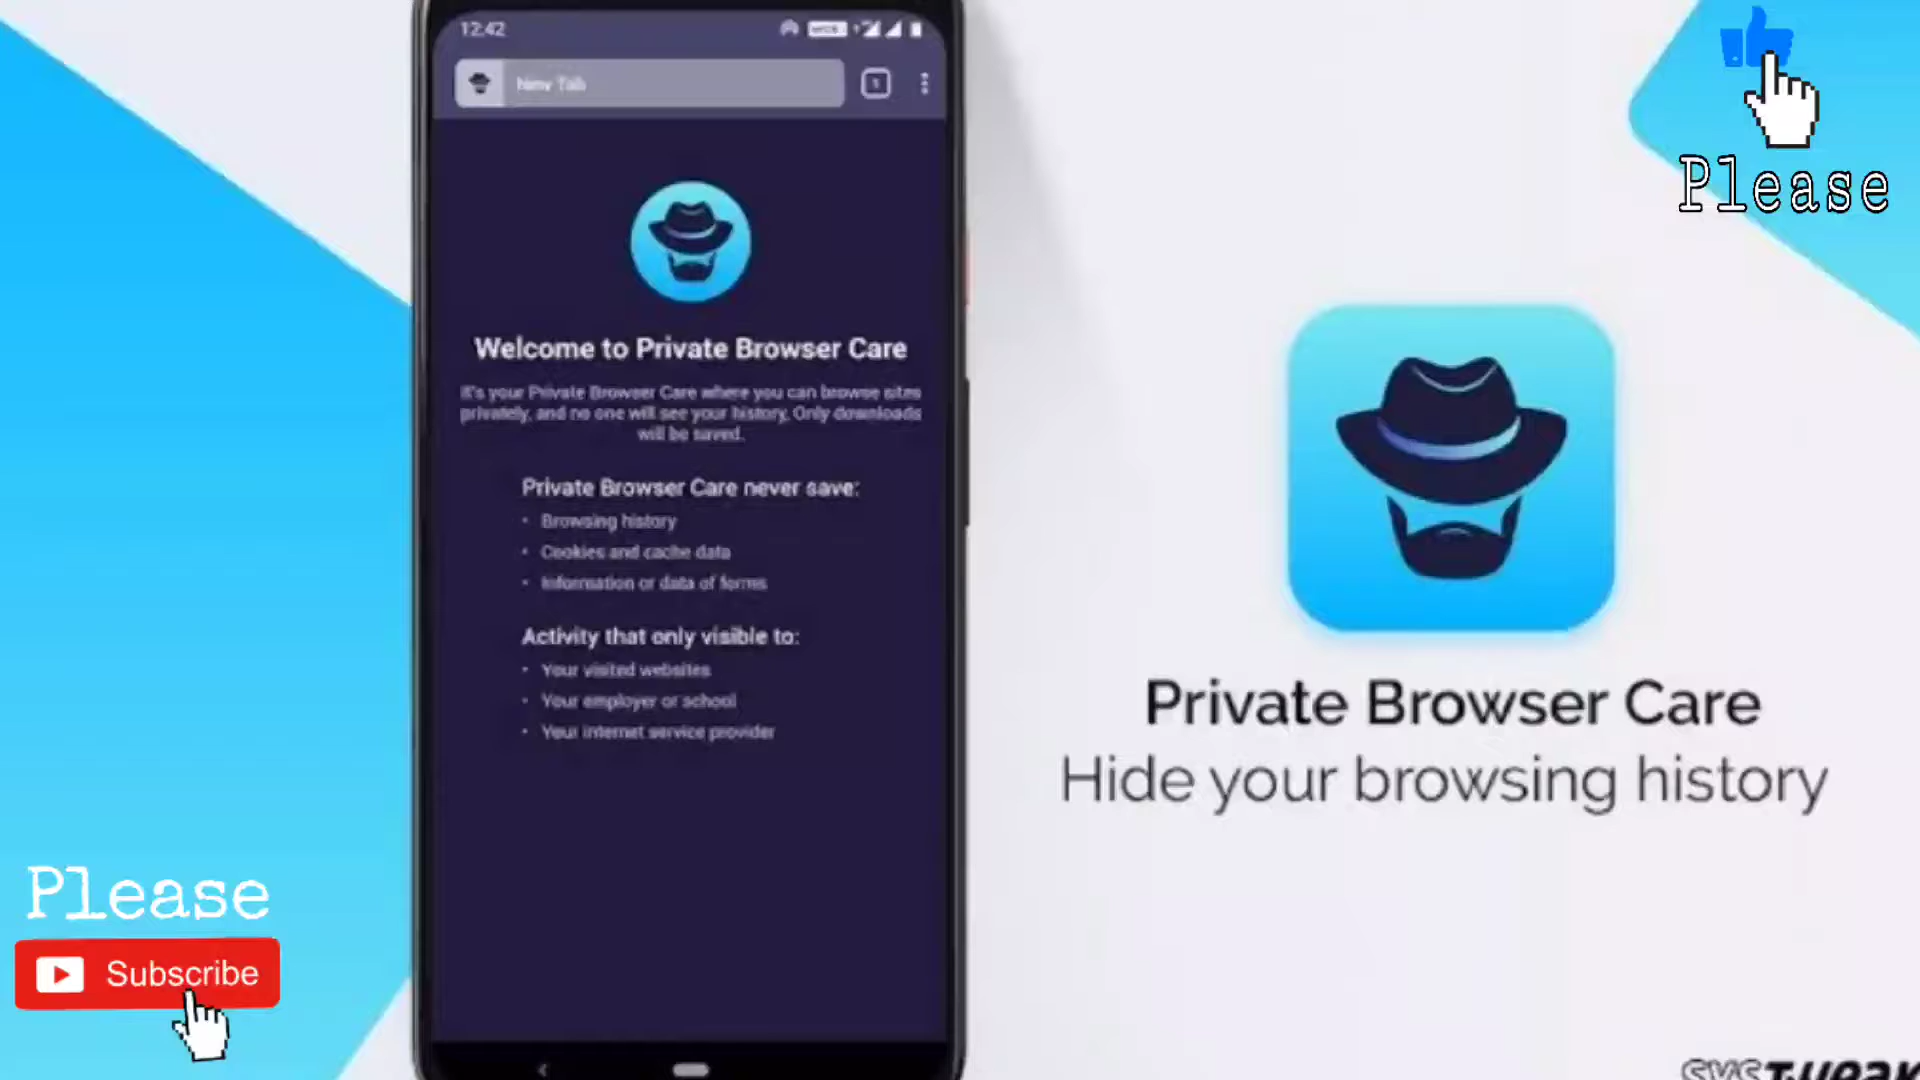 12:42
New Tab
1
Welcome to Private Browser Care
It's your Private Browser Care where you can browse sites
privately, and no one will see your history, Only downloads
will be saved.
Private Browser Care never save:
• Browsing history
• Cookies and cache data
• Information or data of forms
Activity that only visible to:
• Your visited websites
• Your employer or school
• Your internet service provider
Please
Private Browser Care
Hide your browsing history
Please
Subscribe